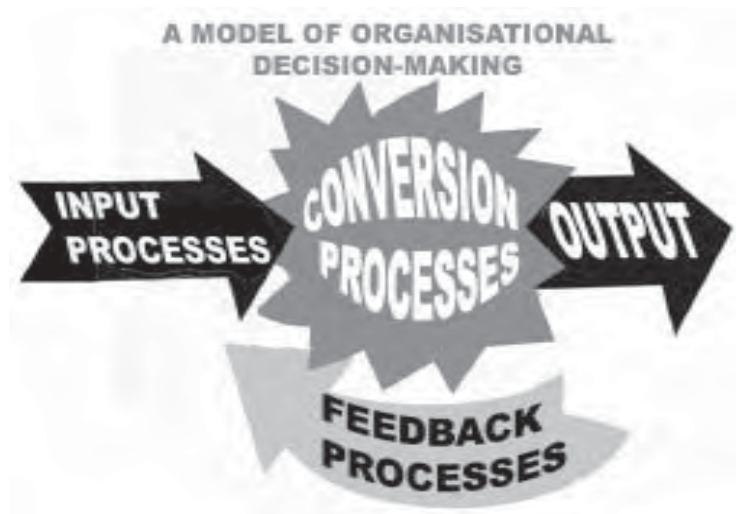 A MODEL OF ORGANISATIONAL
DECISION-MAKING
INPUT
PROCESSES
CONVERSION
PROCESSES
OUTPUT
FEEDBACK
PROCESSES